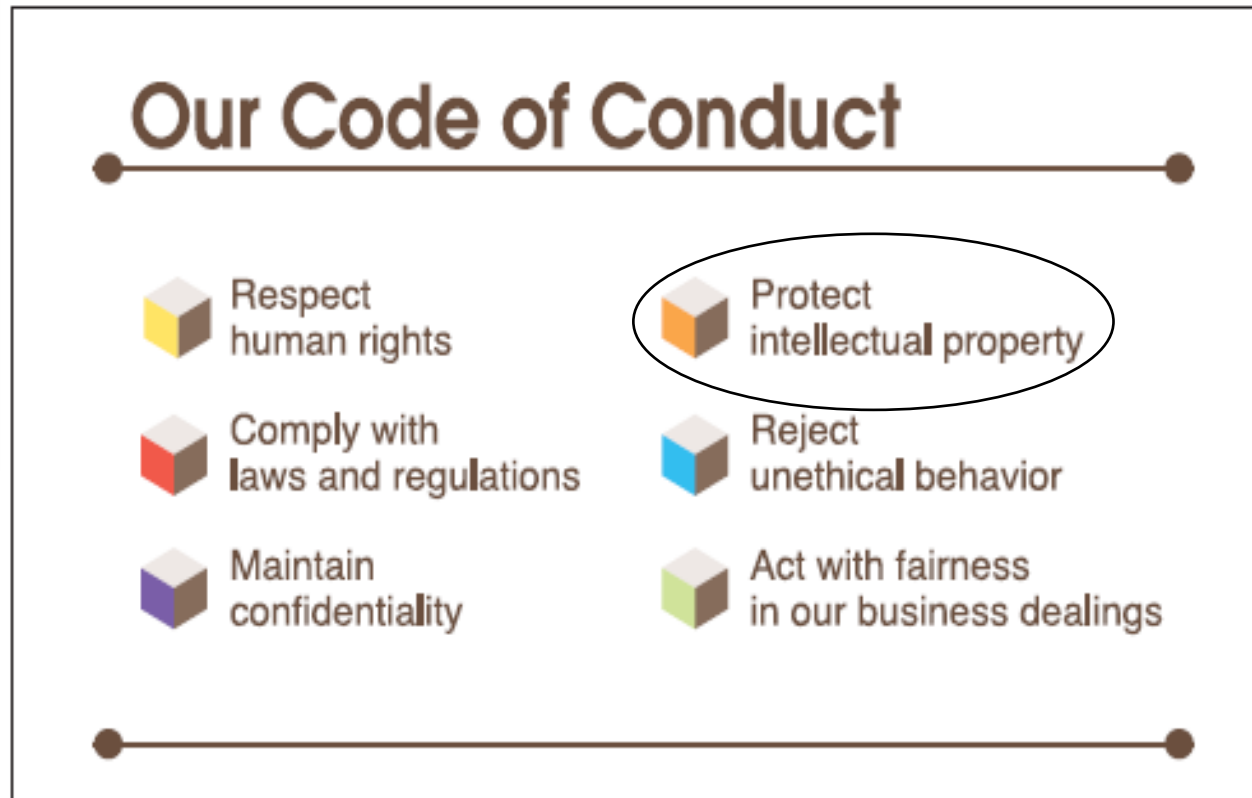 Our Code of Conduct
Respect
human rights
Protect
intellectual property
Comply with
laws and regulations
Reject
unethical behavior
Maintain
confidentiality
Act with fairness
in our business dealings